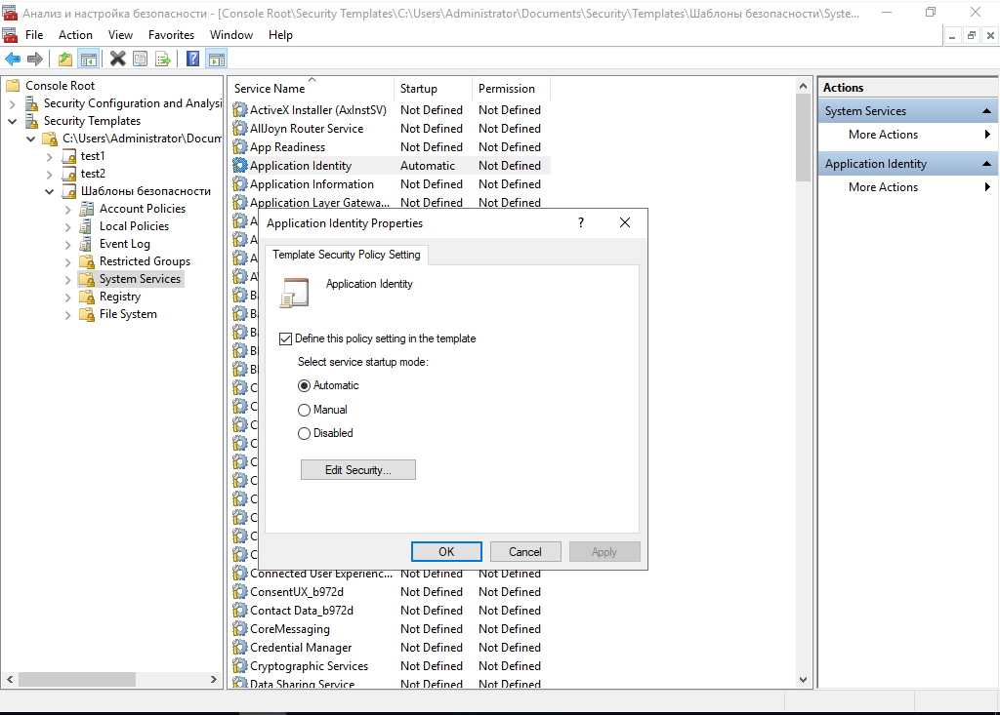 Анализ и настройка безопасности - [Console Root\Security Templates\C:\Users\Administrator\Documents\Security\Templates\Шаблоны безопасности\Syste...
File Action View Favorites Window Help
Console Root
Security Configuration and Analysi
Security Templates
C:\Users\Administrator\Docum
test1
test2
Шаблоны безопасности
Account Policies
Local Policies
Event Log
Restricted Groups
System Services
Registry
File System
Service Name Startup Permission
ActiveX Installer (AxInstSV) Not Defined Not Defined
AllJoyn Router Service Not Defined Not Defined
App Readiness Not Defined Not Defined
Application Identity Automatic Not Defined
Application Information Not Defined Not Defined
Application Layer Gatewa... Not Defined Not Defined
Application Identity Properties
?
Template Security Policy Setting
Application Identity
Define this policy setting in the template
Select service startup mode:
Automatic
Manual
Disabled
Edit Security...
OK Cancel Apply
Connected User Experienc... Not Defined Not Defined
ConsentUX_b972d Not Defined Not Defined
Contact Data_b972d Not Defined Not Defined
CoreMessaging Not Defined Not Defined
Credential Manager Not Defined Not Defined
Cryptographic Services Not Defined Not Defined
Data Sharing Service Not Defined Not Defined
Actions
System Services
More Actions
Application Identity
More Actions